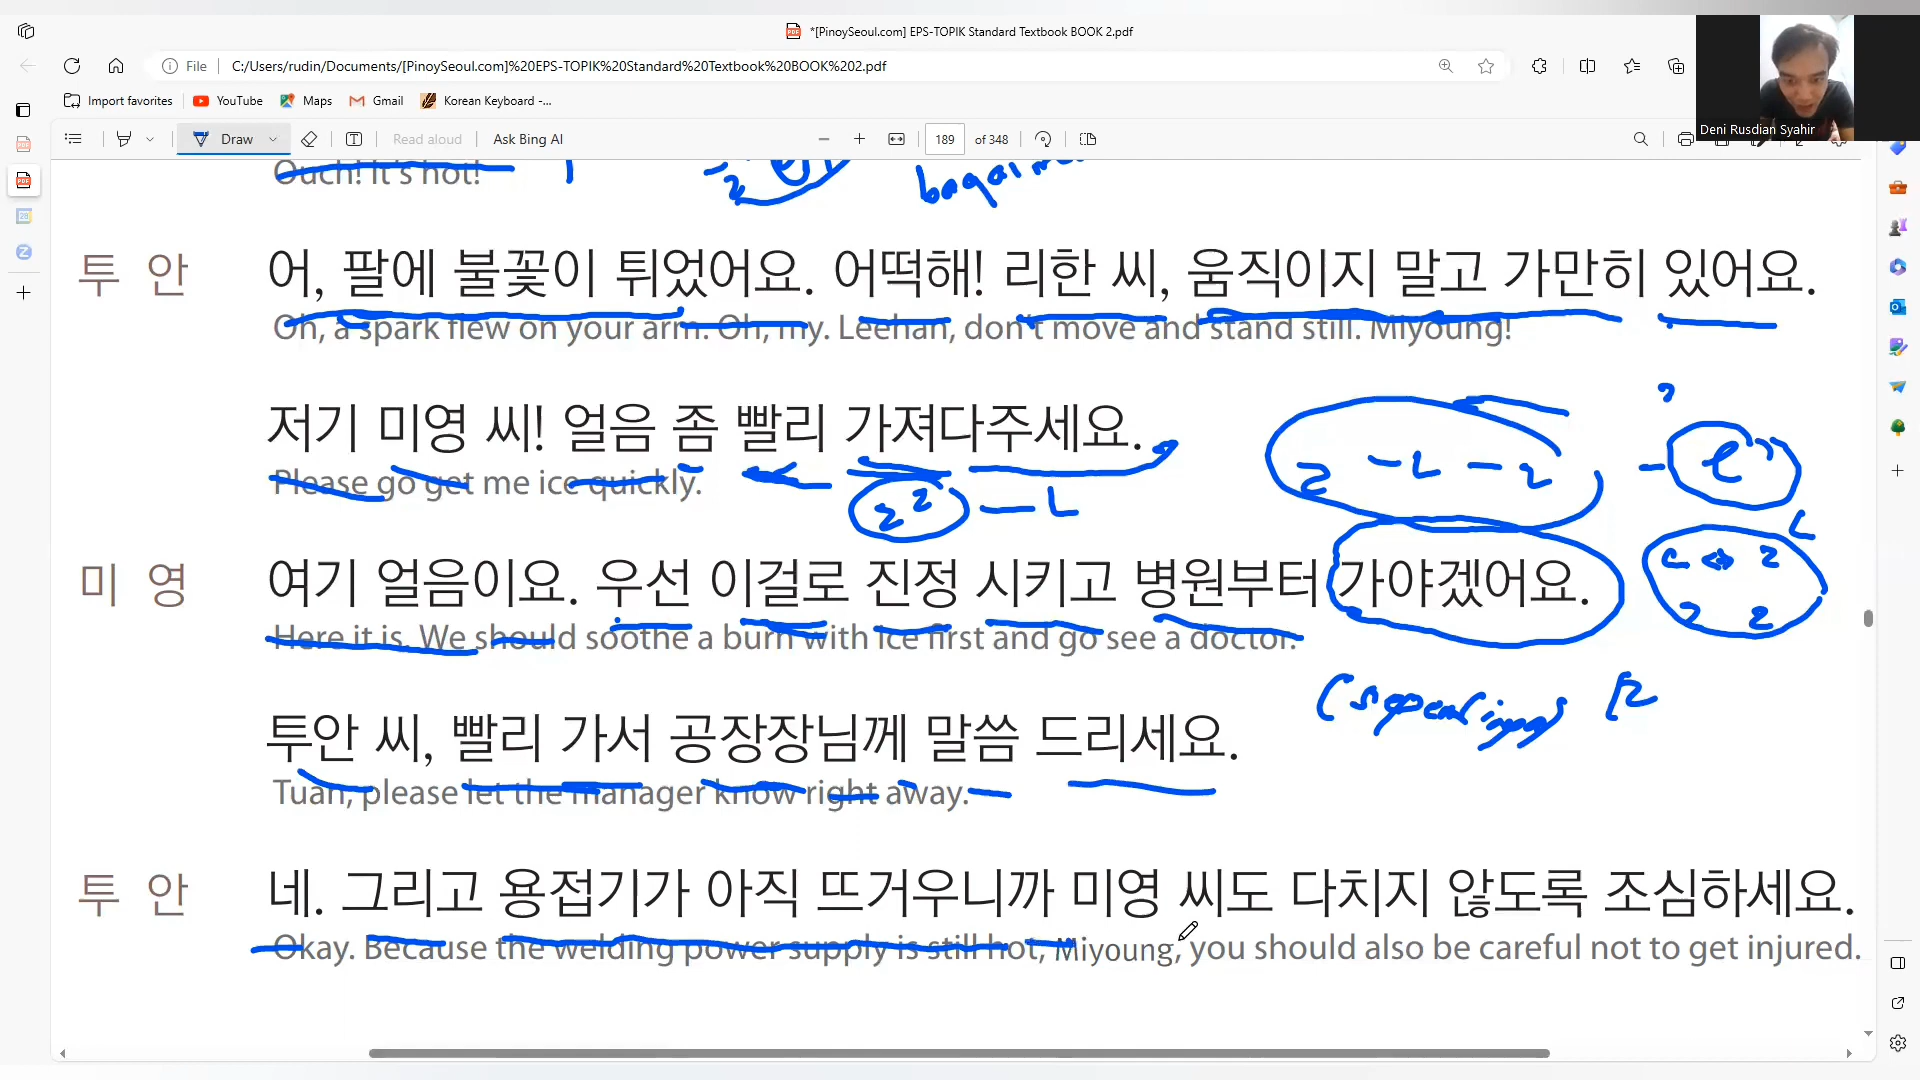 *[PinoySeoul.com] EPS-TOPIK Standard Textbook BOOK 2.pdf
File
C:/Users/rudin/Documents/[PinoySeoul.com]%20EPS-TOPIK%20Standard%20Textbook%20BOOK%202.pdf
Import favorites YouTube Maps Gmail Korean Keyboard -...
Deni Rusdian Syahir
Draw Read aloud Ask Bing AI 189 of 348
Ouch! It's hot!
투 안 어, 팔에 불꽃이 튀었어요. 어떡해! 리한 씨, 움직이지 말고 가만히 있어요.
Oh, a spark flew on your arm. Oh, my. Leehan, don't move and stand still. Miyoung!
저기 미영 씨! 얼음 좀 빨리 가져다주세요.
Please go get me ice quickly.
미 영 여기 얼음이요. 우선 이걸로 진정 시키고 병원부터 가야겠어요.
Here it is. We should soothe a burn with ice first and go see a doctor.
투안 씨, 빨리 가서 공장장님께 말씀 드리세요.
Tuan, please let the manager know right away.
투 안 네. 그리고 용접기가 아직 뜨거우니까 미영 씨도 다치지 않도록 조심하세요.
Okay. Because the welding power supply is still hot, Miyoung, you should also be careful not to get injured.